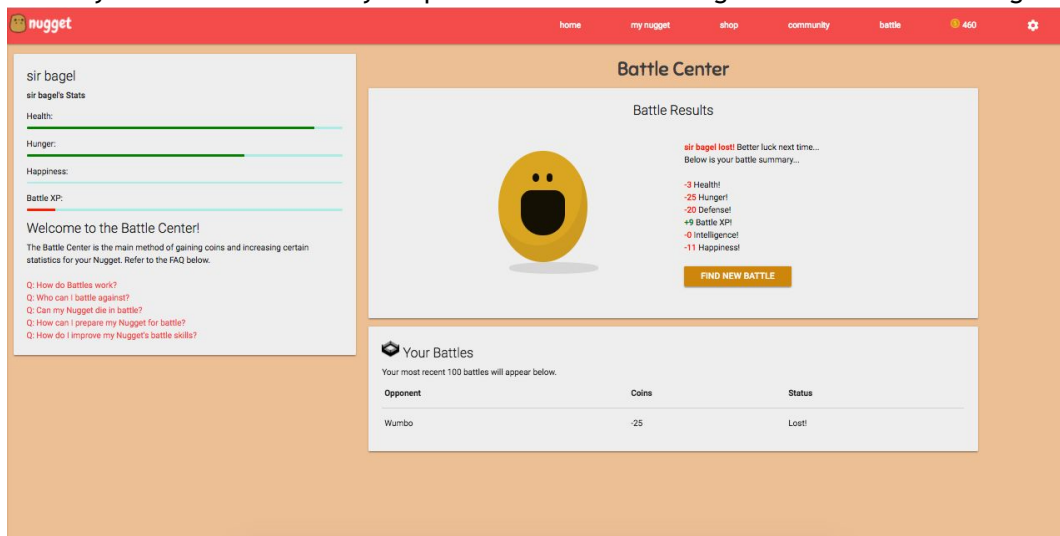 nugget
home
my nugget
shop
community
battle
460
sir bagel
sir bagel's Stats
Health:
Hunger:
Happiness:
Battle XP:
Welcome to the Battle Center!
The Battle Center is the main method of gaining coins and increasing certain
statistics for your Nugget. Refer to the FAQ below.
Q: How do Battles work?
Q: Who can I battle against?
Q: Can my Nugget die in battle?
Q: How can I prepare my Nugget for battle?
Q: How do I improve my Nugget's battle skills?
Battle Center
Battle Results
sir bagel lost! Better luck next time...
Below is your battle summary...
-3 Health!
-25 Hunger!
-20 Defense!
+9 Battle XP!
-0 Intelligence!
-11 Happiness!
FIND NEW BATTLE
Your Battles
Your most recent 100 battles will appear below.
Opponent Coins Status
Wumbo -25 Lost!